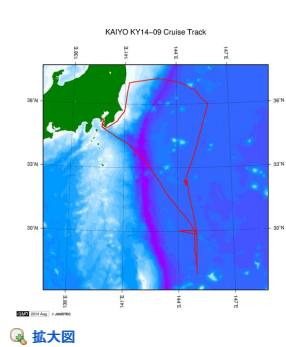 KAIYO KY14-09 Cruise Track
138˚E 141˚E 144˚E 147˚E
36˚N 36˚N
33˚N 33˚N
30˚N 30˚N
138˚E 141˚E 144˚E 147˚E
GMT 2014 Aug © JAMSTEC
拡大図